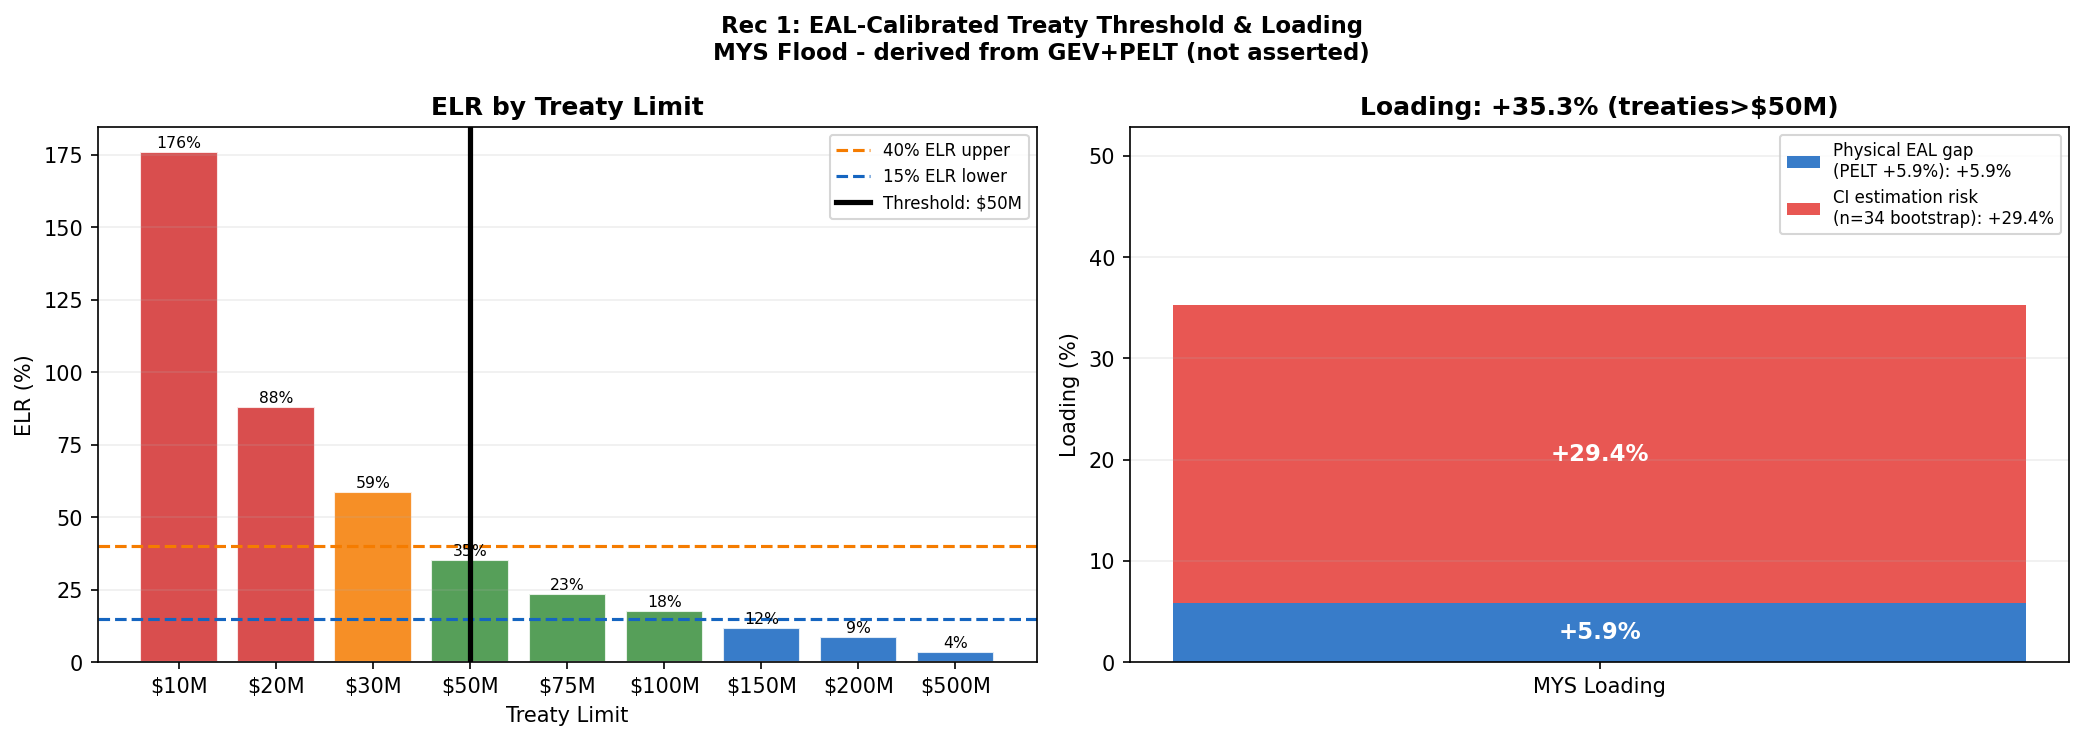 Rec 1: EAL-Calibrated Treaty Threshold & Loading
MYS Flood - derived from GEV+PELT (not asserted)
ELR by Treaty Limit
ELR (%)
175
150
125
100
75
50
25
0
176%
88%
59%
35%
23%
18%
12%
9%
4%
40% ELR upper
15% ELR lower
Threshold: $50M
$10M
$20M
$30M
$50M
$75M
$100M
$150M
$200M
$500M
Treaty Limit
Loading: +35.3% (treaties>$50M)
Loading (%)
50
40
30
20
10
0
Physical EAL gap
(PELT +5.9%): +5.9%
CI estimation risk
(n=34 bootstrap): +29.4%
+29.4%
+5.9%
MYS Loading